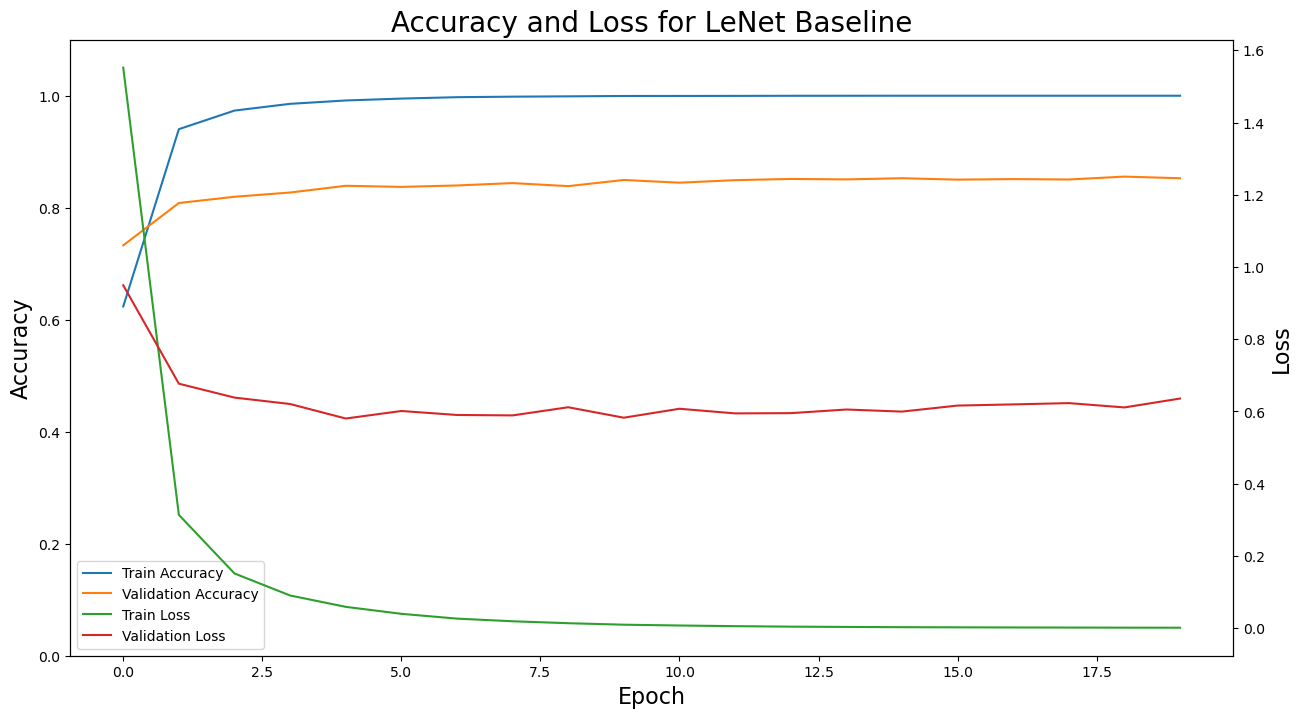 Accuracy and Loss for LeNet Baseline
1.0
0.8
0.6
0.4
0.2
0.0
Accuracy
1.6
1.4
1.2
1.0
0.8
0.6
0.4
0.2
0.0
Loss
Train Accuracy
Validation Accuracy
Train Loss
Validation Loss
0.0 2.5 5.0 7.5 10.0 12.5 15.0 17.5
Epoch